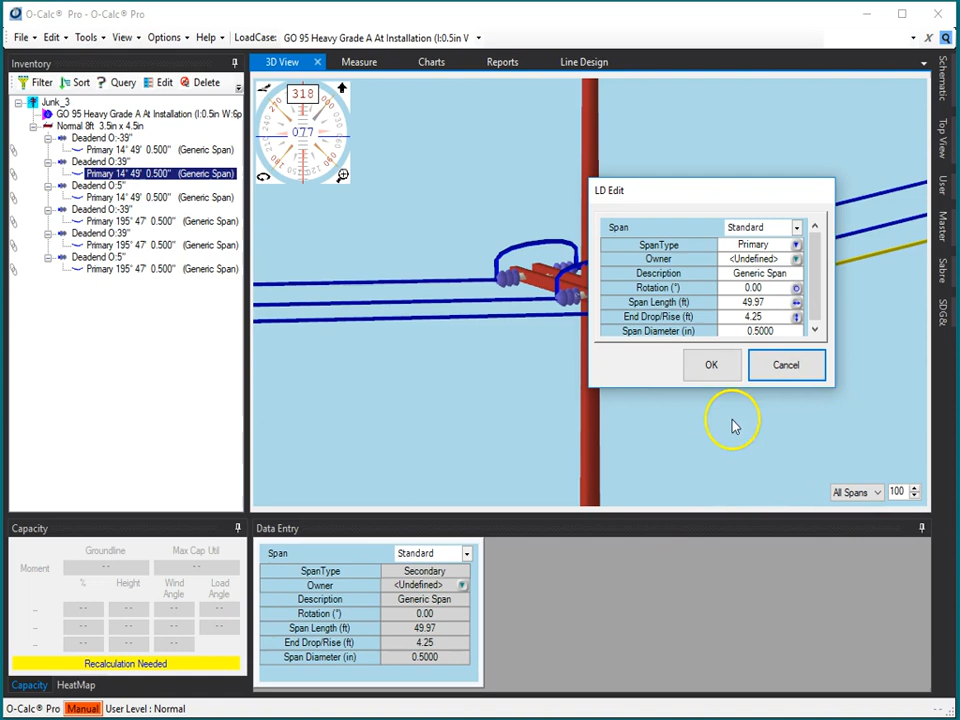 O-Calc® Pro - O-Calc® Pro
File Edit Tools View Options Help LoadCase: GO 95 Heavy Grade A At Installation (I:0.5in V
Inventory
3D View Measure Charts Reports Line Design
Filter Sort Query Edit Delete
Junk_3
GO 95 Heavy Grade A At Installation (I:0.5in W:6p
Normal 8ft 3.5in x 4.5in
Deadend O:-39"
Primary 14° 49' 0.500" (Generic Span)
Deadend O:39"
Primary 14° 49' 0.500" (Generic Span)
Deadend O:5"
Primary 14° 49' 0.500" (Generic Span)
Deadend O:-39"
Primary 195° 47' 0.500" (Generic Span)
Deadend O:39"
Primary 195° 47' 0.500" (Generic Span)
Deadend O:5"
Primary 195° 47' 0.500" (Generic Span)
318
077
LD Edit
Span Standard
SpanType Primary
Owner <Undefined>
Description Generic Span
Rotation (°) 0.00
Span Length (ft) 49.97
End Drop/Rise (ft) 4.25
Span Diameter (in) 0.5000
OK Cancel
All Spans 100
Schematic
Top View
User
Master
Sabre
SDG&
Capacity
Groundline Max Cap Util
Moment -- --
% Height Wind Angle Load Angle
-- -- -- -- --
-- -- -- -- --
-- -- -- --
Recalculation Needed
Capacity HeatMap
Data Entry
Span Standard
SpanType Secondary
Owner <Undefined>
Description Generic Span
Rotation (°) 0.00
Span Length (ft) 49.97
End Drop/Rise (ft) 4.25
Span Diameter (in) 0.5000
O-Calc® Pro Manual User Level : Normal